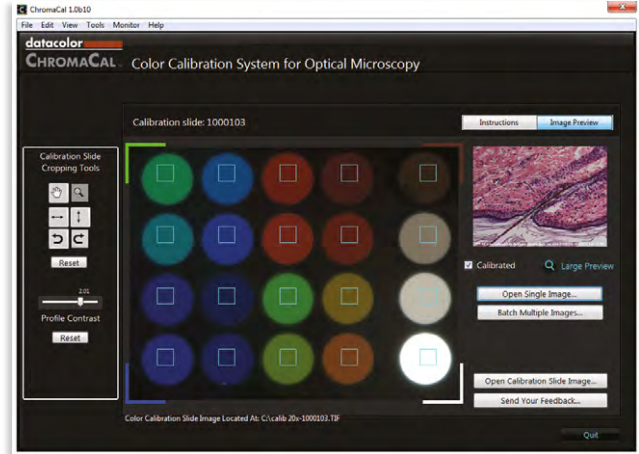 ChromaCal 1.0b10
File Edit View Tools Monitor Help
datacolor
CHROMACAL Color Calibration System for Optical Microscopy
Calibration slide: 1000103
Instructions
Image Preview
Calibration Slide
Cropping Tools
Reset
2.01
Profile Contrast
Reset
Calibrated
Large Preview
Open Single Image...
Batch Multiple Images...
Open Calibration Slide Image...
Send Your Feedback...
Color Calibration Slide Image Located At: C:\calib 20x-1000103.TIF
Quit